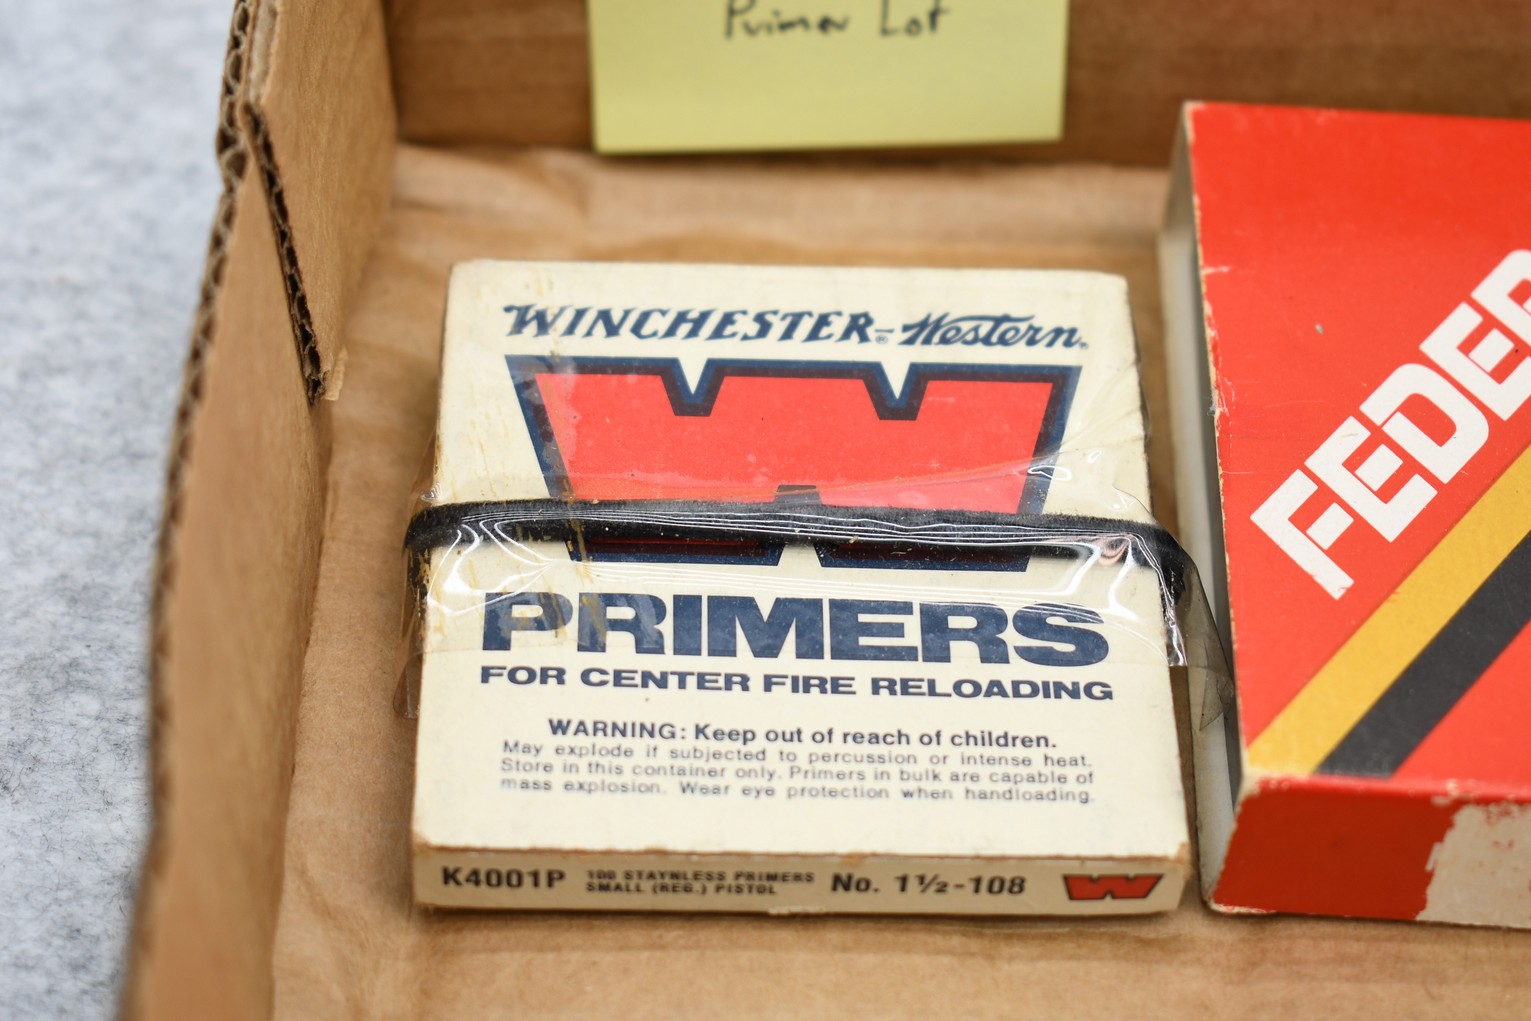 Primer Lot
WINCHESTER®-Western®
W
PRIMERS
FOR CENTER FIRE RELOADING
WARNING: Keep out of reach of children.
May explode if subjected to percussion or intense heat.
Store in this container only. Primers in bulk are capable of
mass explosion. Wear eye protection when handloading.
K4001P 100 STAYNLESS PRIMERS SMALL (REG.) PISTOL No. 1½-108 W
FEDER